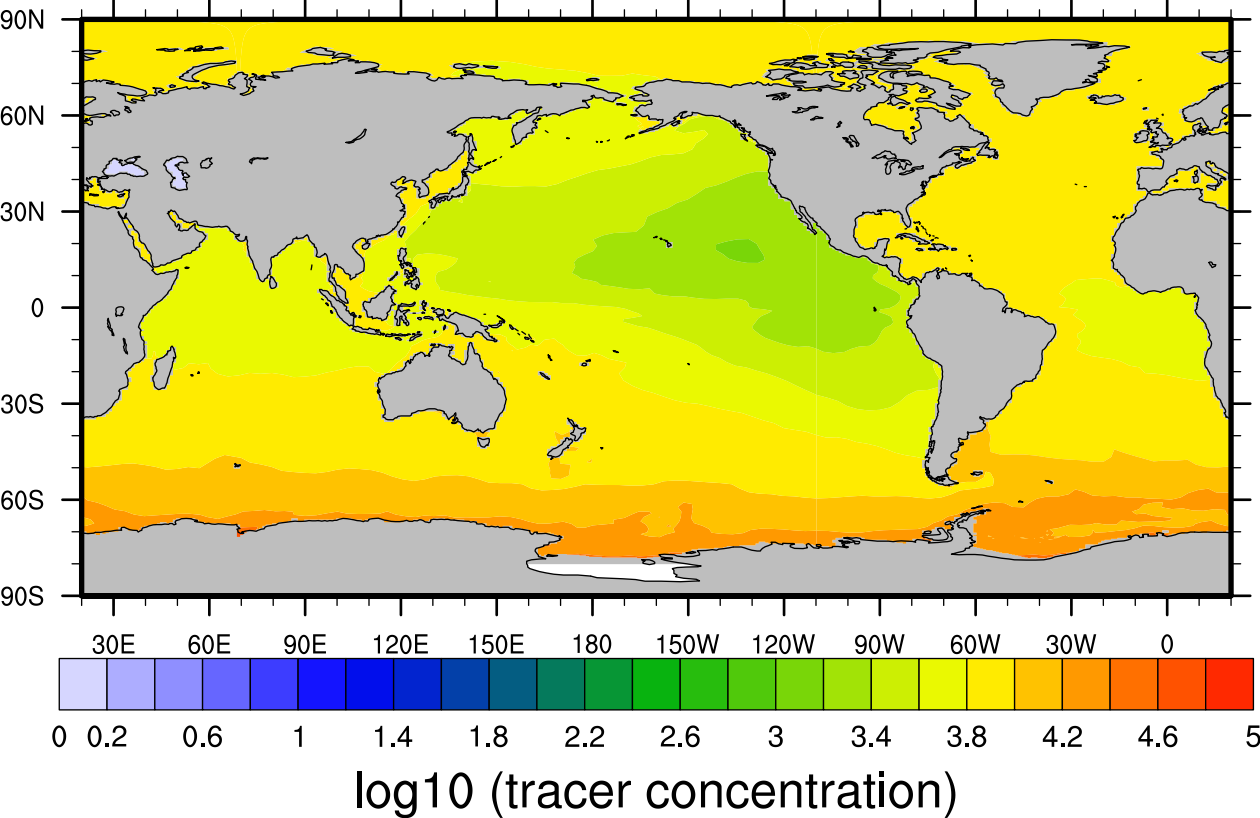 90N
60N
30N
0
30S
60S
90S
30E 60E 90E 120E 150E 180 150W 120W 90W 60W 30W 0
0 0.2 0.6 1 1.4 1.8 2.2 2.6 3 3.4 3.8 4.2 4.6 5
log10 (tracer concentration)